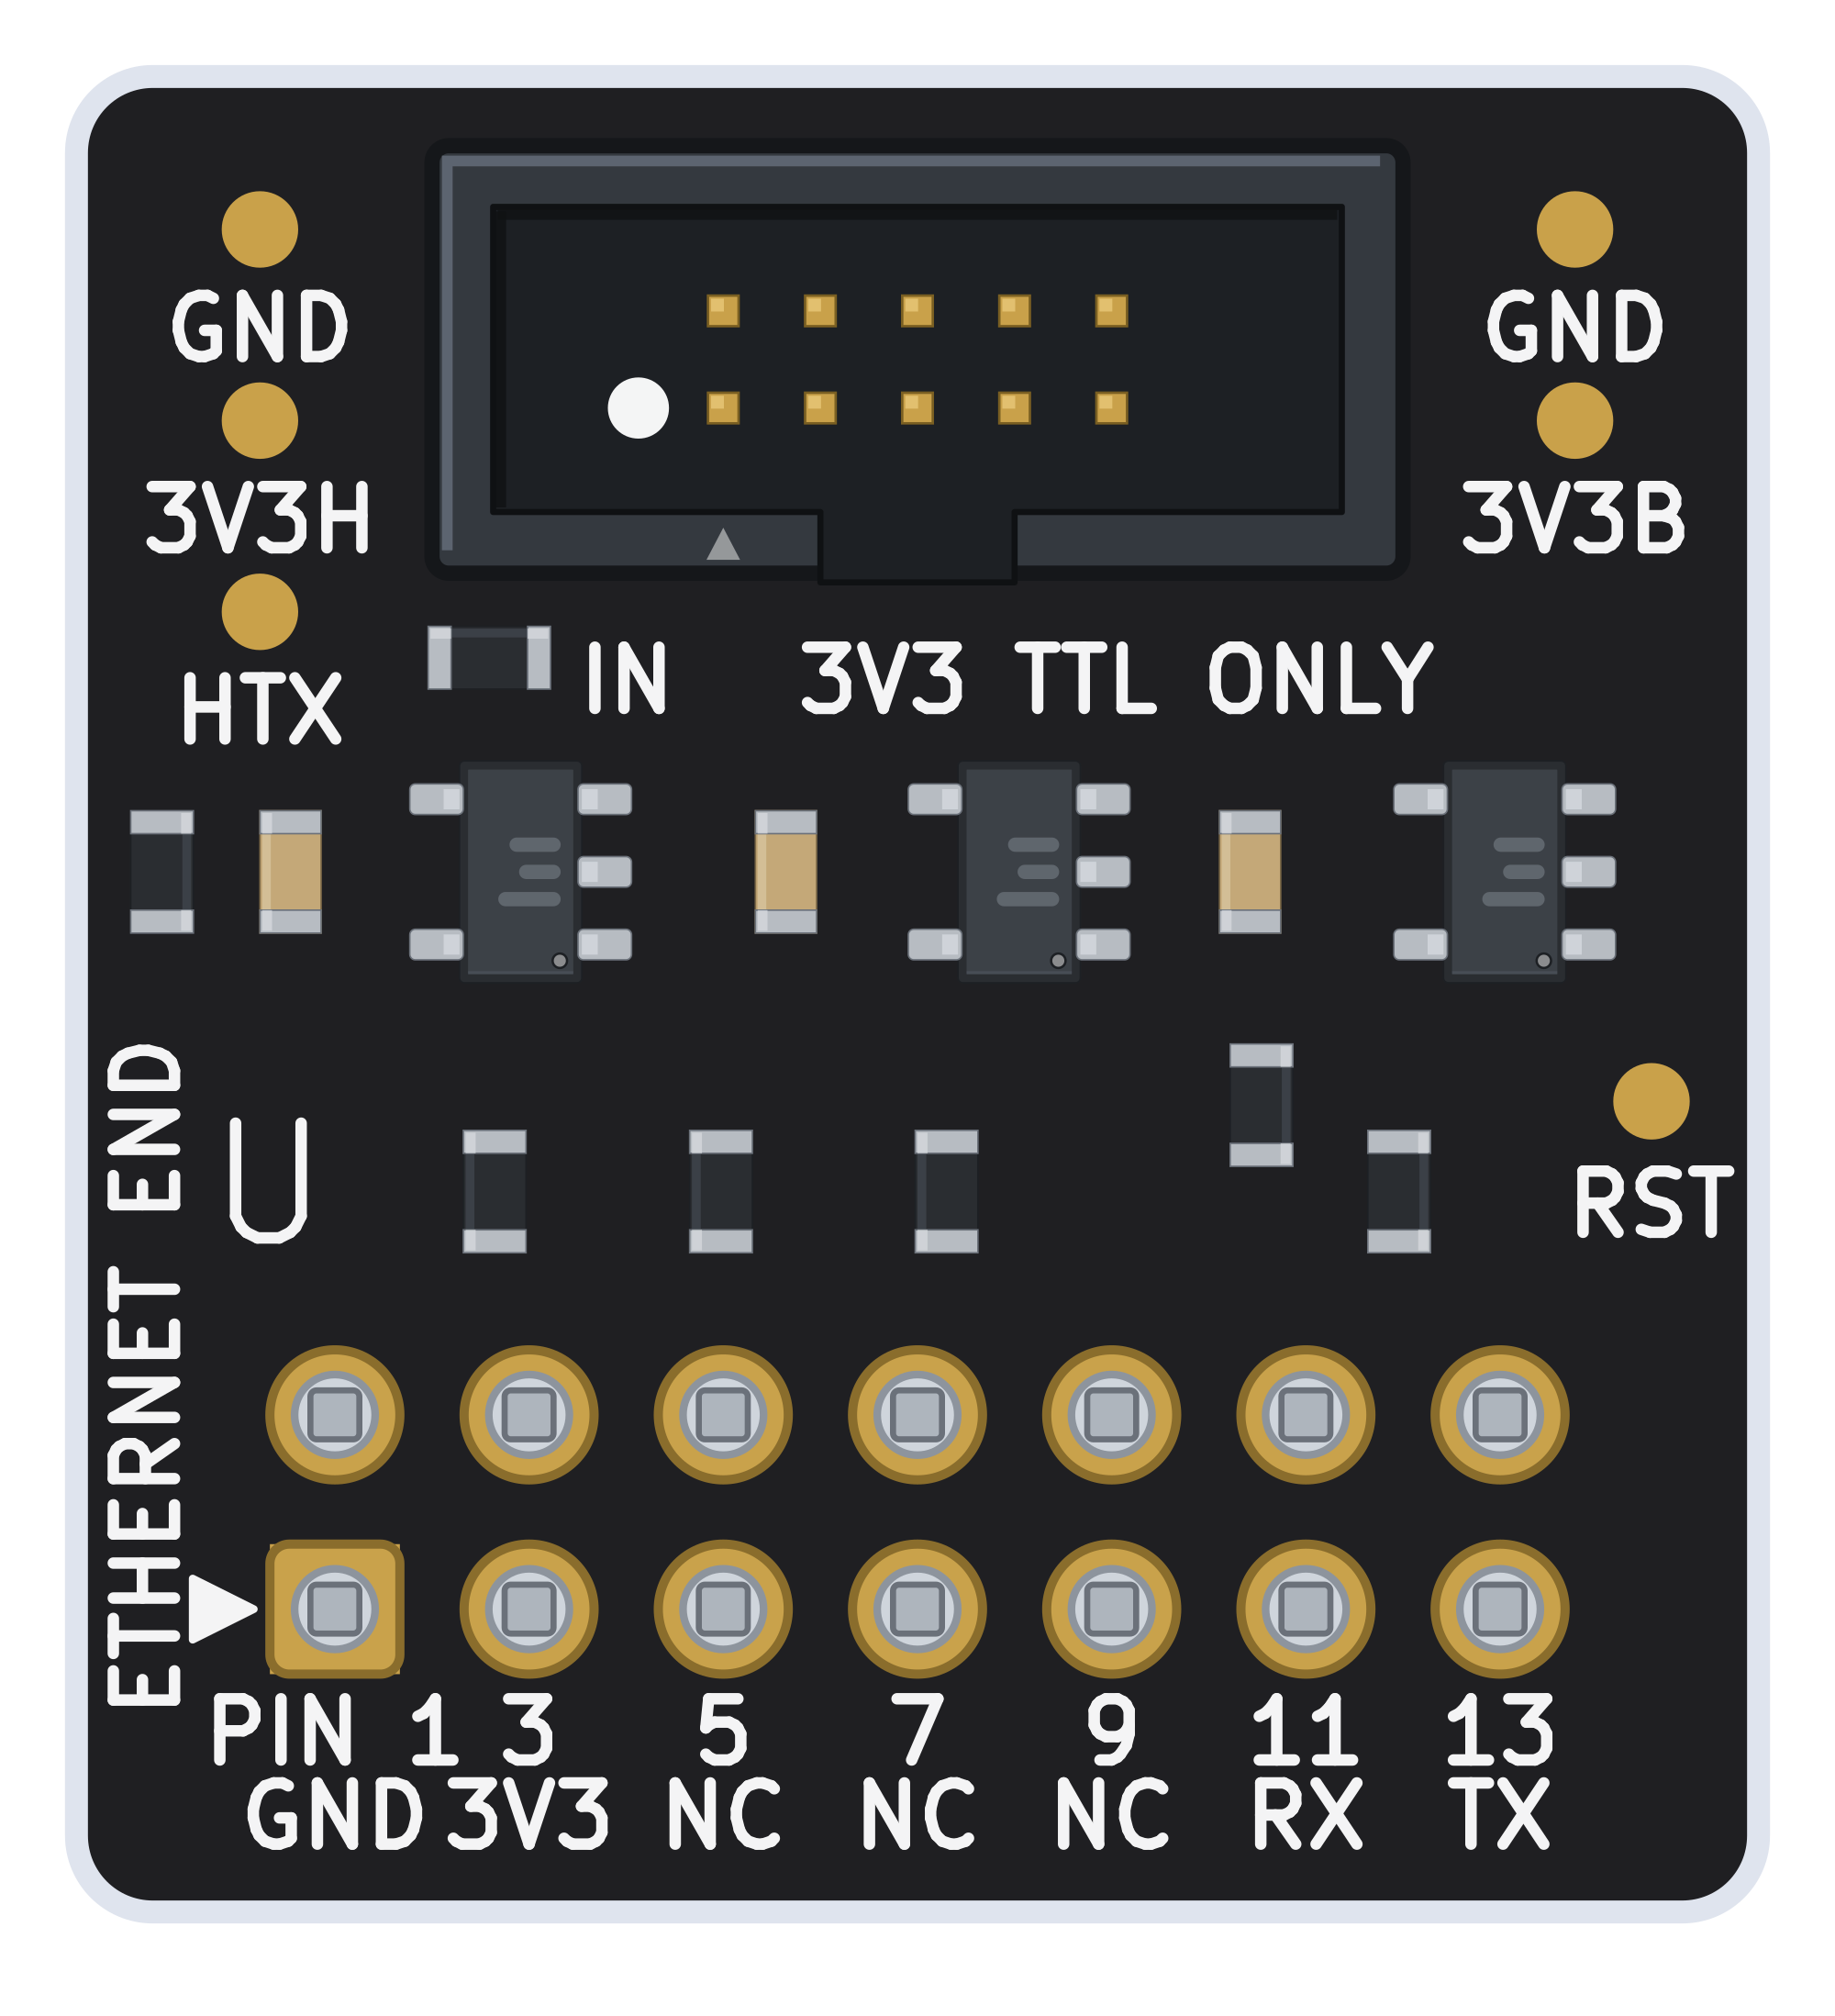 GND
GND
3V3H
3V3B
HTX
IN 3V3 TTL ONLY
ETHERNET END
U
RST
PIN 1 3 5 7 9 11 13
GND 3V3 NC NC NC RX TX